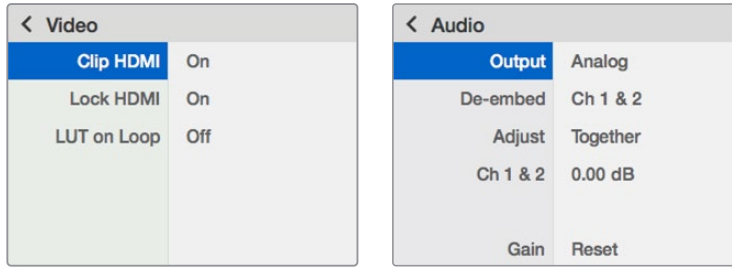 < Video
Clip HDMI On
Lock HDMI On
LUT on Loop Off
< Audio
Output Analog
De-embed Ch 1 & 2
Adjust Together
Ch 1 & 2 0.00 dB
Gain Reset